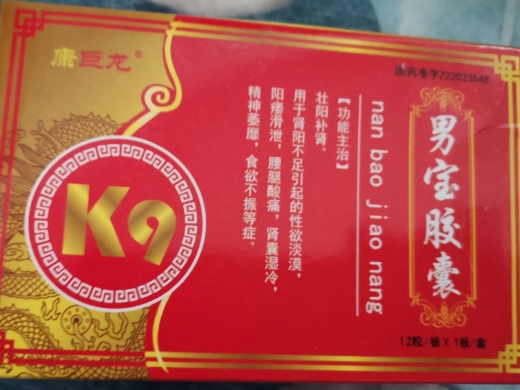 康巨龙®
K9
国药准字Z22023548
男宝胶囊
nan bao jiao nang
【功能主治】
壮阳补肾。
用于肾阳不足引起的性欲淡漠,
阳痿滑泄,腰腿酸痛,肾囊湿冷,
精神萎靡,食欲不振等症。
12粒/板X1板/盒